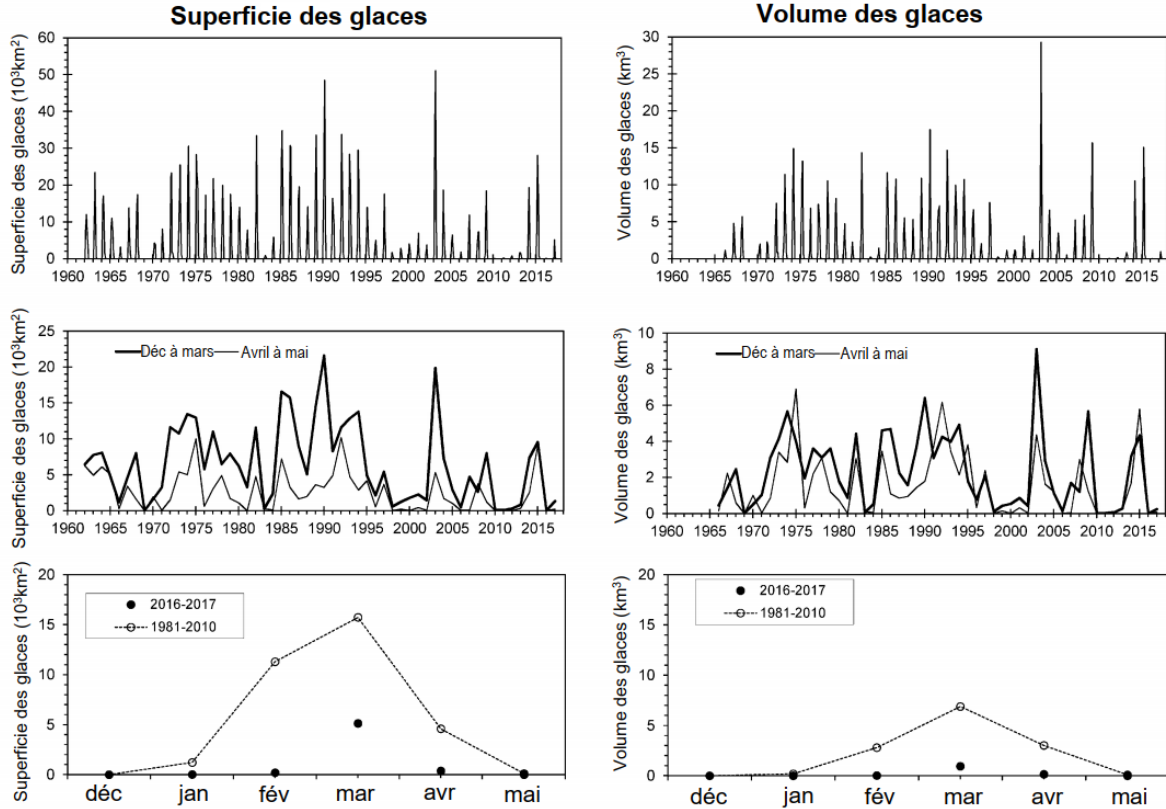 Superficie des glaces
Superficie des glaces (10³km²)
60
50
40
30
20
10
0
1960 1965 1970 1975 1980 1985 1990 1995 2000 2005 2010 2015
Volume des glaces
Volume des glaces (km³)
30
25
20
15
10
5
0
1960 1965 1970 1975 1980 1985 1990 1995 2000 2005 2010 2015
Superficie des glaces (10³km²)
25
20
15
10
5
0
Déc à mars Avril à mai
1960 1965 1970 1975 1980 1985 1990 1995 2000 2005 2010 2015
Volume des glaces (km³)
10
8
6
4
2
0
Déc à mars Avril à mai
1960 1965 1970 1975 1980 1985 1990 1995 2000 2005 2010 2015
Superficie des glaces (10³km²)
20
15
10
5
0
2016-2017
1981-2010
déc jan fév mar avr mai
Volume des glaces (km³)
20
15
10
5
0
2016-2017
1981-2010
déc jan fév mar avr mai